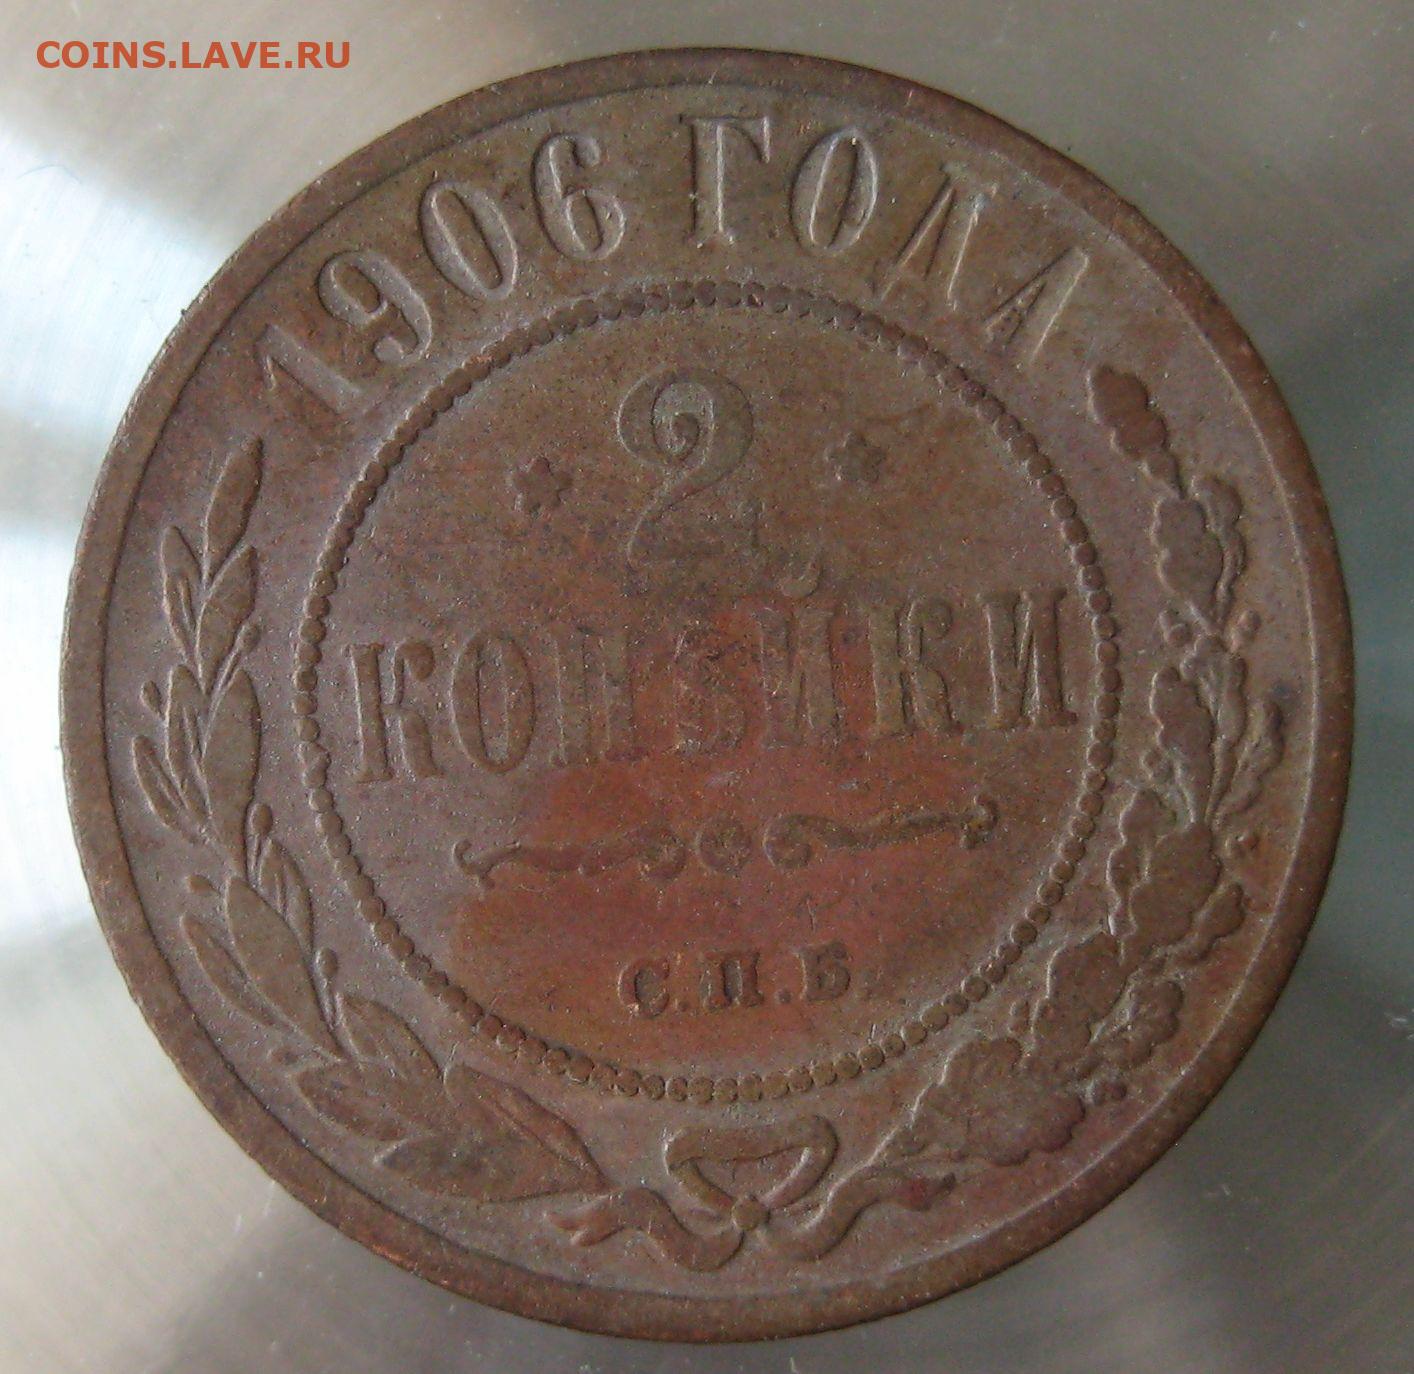 COINS.LAVE.RU
1906 ГОДА
2
КОПѢЙКИ
С.П.Б.